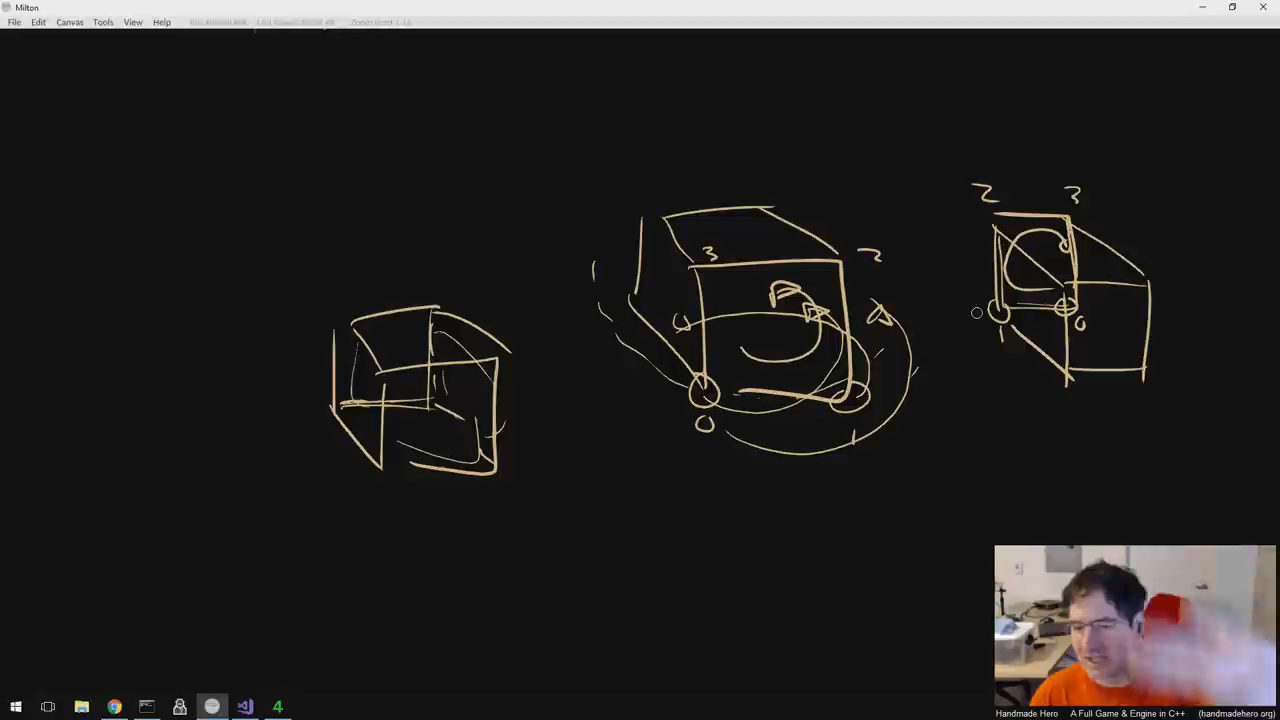 Milton
File Edit Canvas Tools View Help
2 3
3 2
1 0
0 1
4
Handmade Hero A Full Game & Engine in C++ (handmadehero.org)